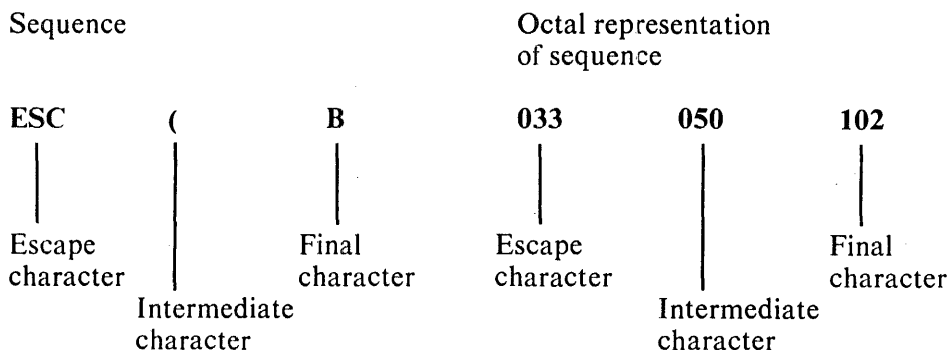 Sequence
Octal representation
of sequence
ESC ( B 033 050 102
Escape
character
Final
character
Escape
character
Final
character
Intermediate
character
Intermediate
character